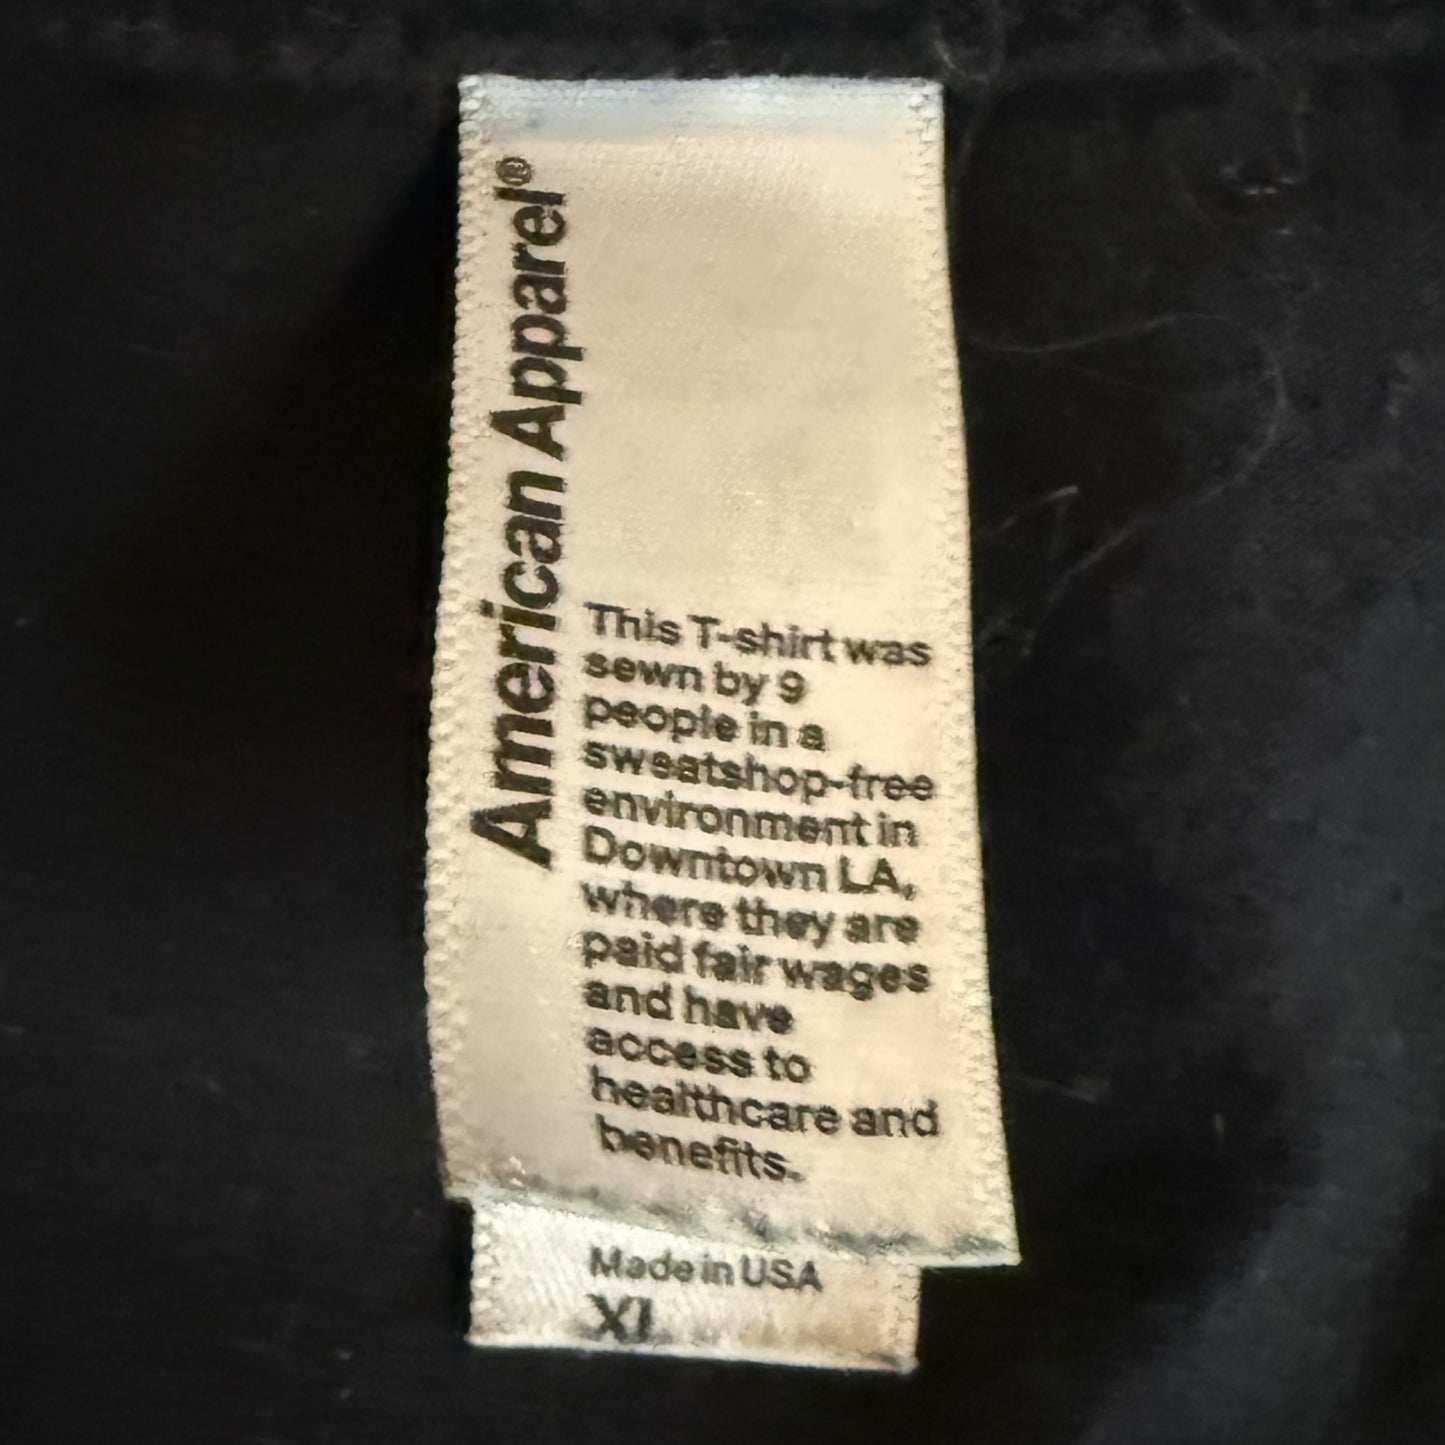 American Apparel®
This T-shirt was
sewn by 9
people in a
sweatshop-free
environment in
Downtown LA,
where they are
paid fair wages
and have
access to
healthcare and
benefits.
Made in USA
XL